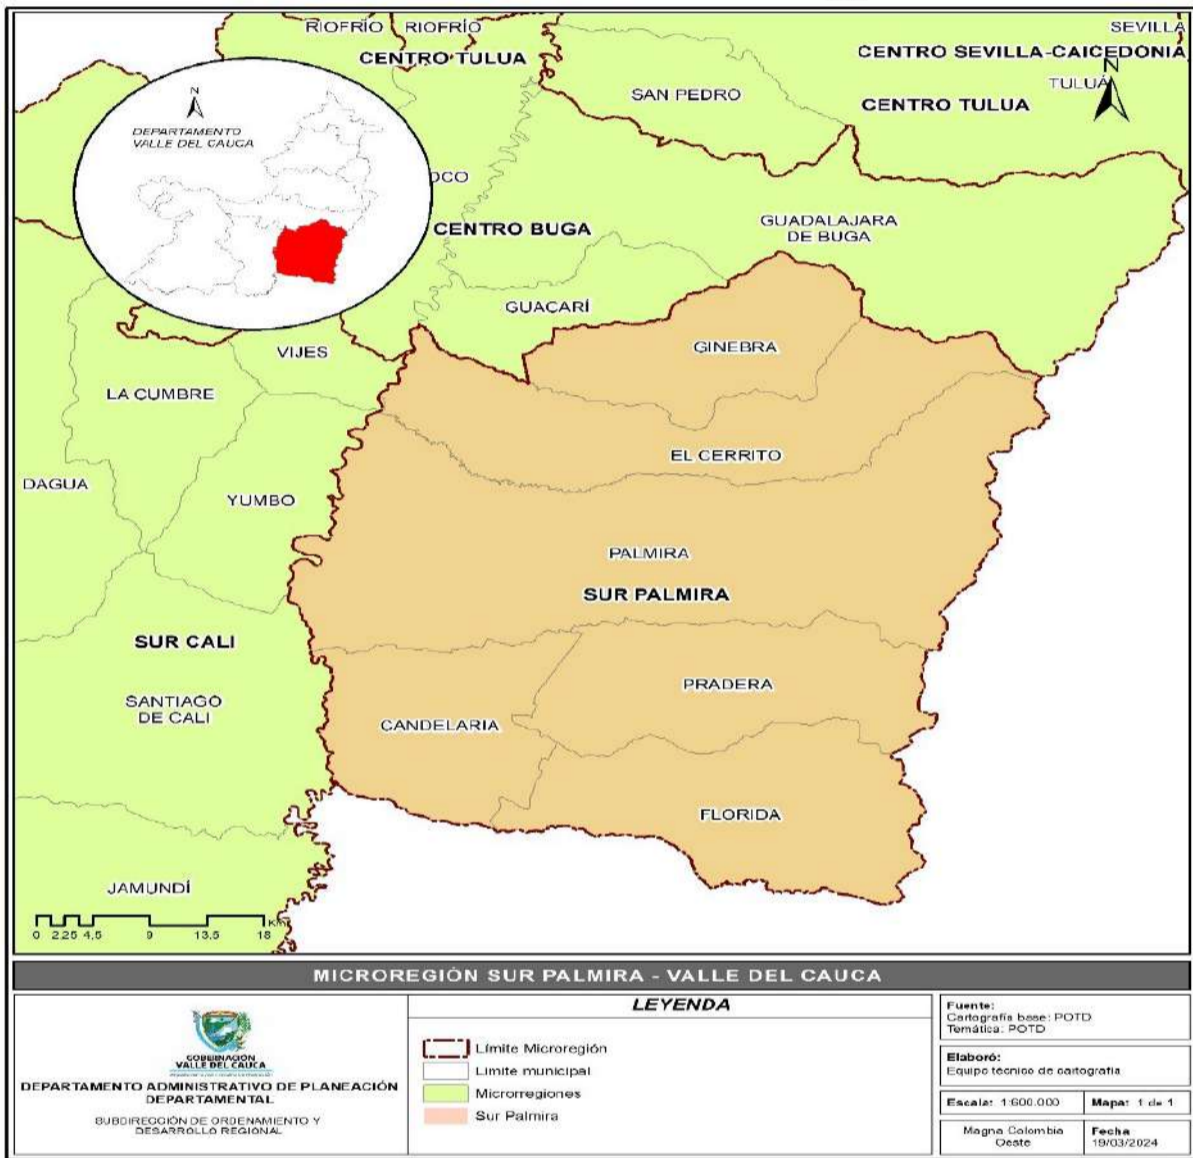 RIOFRÍO
RIOFRÍO
SEVILLA
CENTRO TULUA
CENTRO SEVILLA-CAICEDONIA
N
TULUÁ
SAN PEDRO
CENTRO TULUA
N
DEPARTAMENTO
VALLE DEL CAUCA
OCO
CENTRO BUGA
GUADALAJARA
DE BUGA
GUACARÍ
VIJES
GINEBRA
LA CUMBRE
EL CERRITO
DAGUA
YUMBO
PALMIRA
SUR PALMIRA
SUR CALI
PRADERA
SANTIAGO
DE CALI
CANDELARIA
FLORIDA
JAMUNDÍ
0 2,25 4,5 9 13,5 18 Km
MICROREGIÓN SUR PALMIRA - VALLE DEL CAUCA
GOBERNACIÓN
VALLE DEL CAUCA
DEPARTAMENTO ADMINISTRATIVO DE PLANEACIÓN
DEPARTAMENTAL
SUBDIRECCIÓN DE ORDENAMIENTO Y
DESARROLLO REGIONAL
LEYENDA
Límite Microregión
Limite municipal
Microrregiones
Sur Palmira
Fuente:
Cartografía base: POTD
Temática: POTD
Elaboró:
Equipo técnico de cartografia
Escala: 1:600.000
Mapa: 1 de 1
Magna Colombia
Oeste
Fecha
19/03/2024